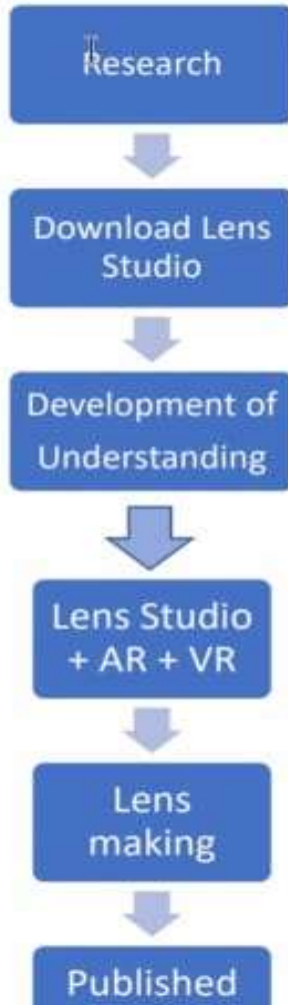 Research
Download Lens
Studio
Development of
Understanding
Lens Studio
+ AR + VR
Lens
making
Published